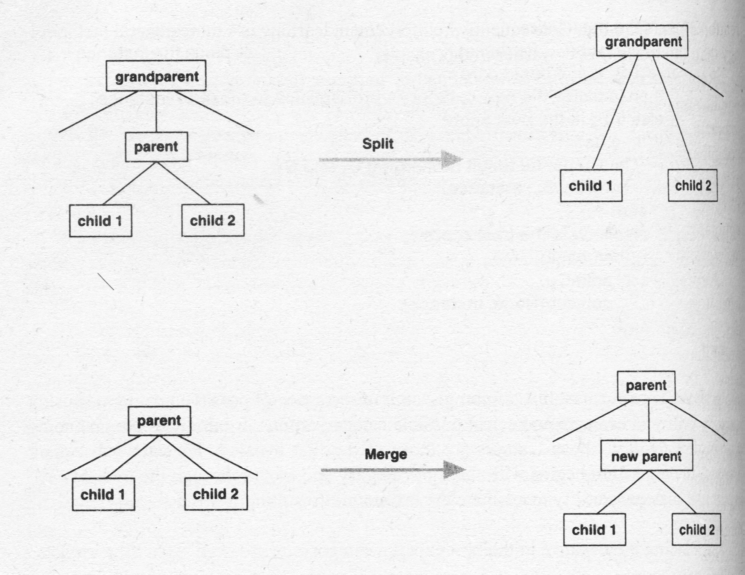 grandparent
parent
child 1
child 2
Split
grandparent
child 1
child 2
parent
child 1
child 2
Merge
parent
new parent
child 1
child 2